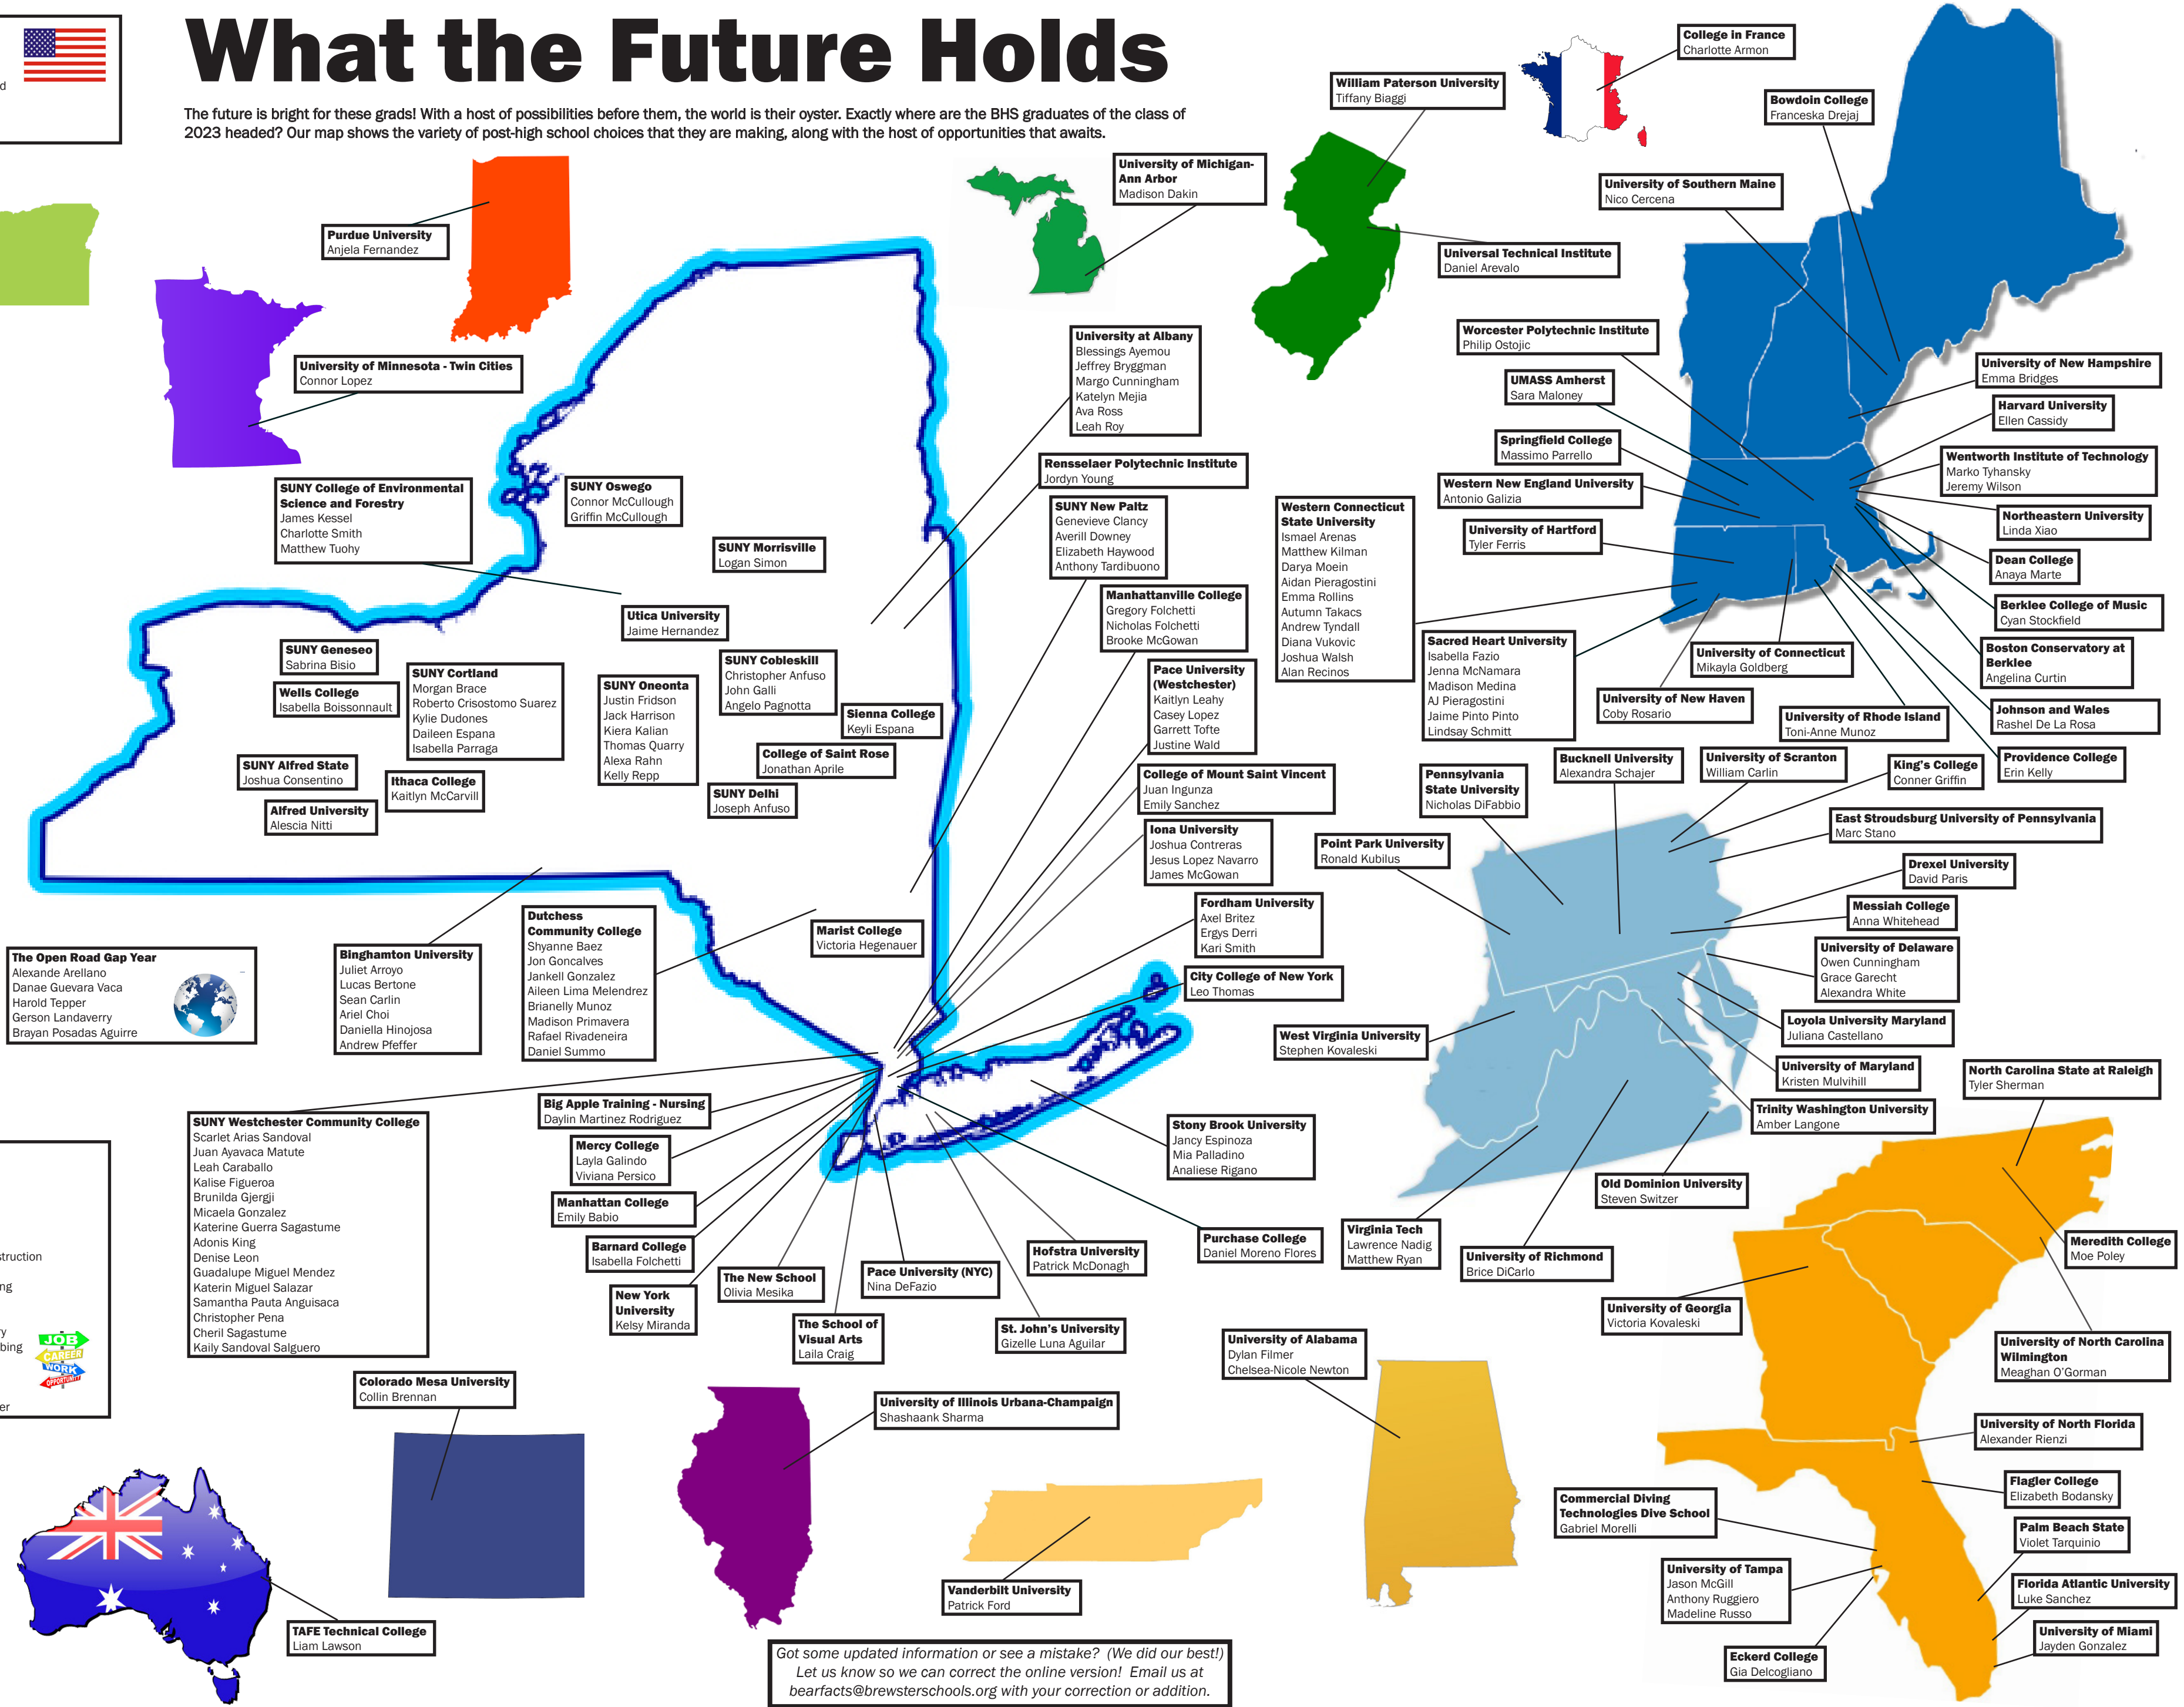 What the Future Holds
The future is bright for these grads! With a host of possibilities before them, the world is their oyster. Exactly where are the BHS graduates of the class of
2023 headed? Our map shows the variety of post-high school choices that they are making, along with the host of opportunities that awaits.
d
College in France
Charlotte Armon
William Paterson University
Tiffany Biaggi
Bowdoin College
Franceska Drejaj
University of Michigan-
Ann Arbor
Madison Dakin
University of Southern Maine
Nico Cercena
Purdue University
Anjela Fernandez
Universal Technical Institute
Daniel Arevalo
University of Minnesota - Twin Cities
Connor Lopez
University at Albany
Blessings Ayemou
Jeffrey Bryggman
Margo Cunningham
Katelyn Mejia
Ava Ross
Leah Roy
Worcester Polytechnic Institute
Philip Ostojic
UMASS Amherst
Sara Maloney
University of New Hampshire
Emma Bridges
Harvard University
Ellen Cassidy
Springfield College
Massimo Parrello
Wentworth Institute of Technology
Marko Tyhansky
Jeremy Wilson
Rensselaer Polytechnic Institute
Jordyn Young
Western New England University
Antonio Galizia
SUNY College of Environmental
Science and Forestry
James Kessel
Charlotte Smith
Matthew Tuohy
SUNY Oswego
Connor McCullough
Griffin McCullough
SUNY New Paltz
Genevieve Clancy
Averill Downey
Elizabeth Haywood
Anthony Tardibuono
Western Connecticut
State University
Ismael Arenas
Matthew Kilman
Darya Moein
Aidan Pieragostini
Emma Rollins
Autumn Takacs
Andrew Tyndall
Diana Vukovic
Joshua Walsh
Alan Recinos
University of Hartford
Tyler Ferris
Northeastern University
Linda Xiao
SUNY Morrisville
Logan Simon
Dean College
Anaya Marte
Utica University
Jaime Hernandez
Manhattanville College
Gregory Folchetti
Nicholas Folchetti
Brooke McGowan
Berklee College of Music
Cyan Stockfield
Sacred Heart University
Isabella Fazio
Jenna McNamara
Madison Medina
AJ Pieragostini
Jaime Pinto Pinto
Lindsay Schmitt
University of Connecticut
Mikayla Goldberg
Boston Conservatory at
Berklee
Angelina Curtin
SUNY Geneseo
Sabrina Bisio
Wells College
Isabella Boissonnault
SUNY Cortland
Morgan Brace
Roberto Crisostomo Suarez
Kylie Dudones
Daileen Espana
Isabella Parraga
SUNY Oneonta
Justin Fridson
Jack Harrison
Kiera Kalian
Thomas Quarry
Alexa Rahn
Kelly Repp
SUNY Cobleskill
Christopher Anfuso
John Galli
Angelo Pagnotta
Sienna College
Keyli Espana
Pace University
(Westchester)
Kaitlyn Leahy
Casey Lopez
Garrett Tofte
Justine Wald
University of New Haven
Coby Rosario
University of Rhode Island
Toni-Anne Munoz
Johnson and Wales
Rashel De La Rosa
College of Saint Rose
Jonathan Aprile
SUNY Alfred State
Joshua Consentino
Ithaca College
Kaitlyn McCarvill
SUNY Delhi
Joseph Anfuso
Alfred University
Alescia Nitti
College of Mount Saint Vincent
Juan Ingunza
Emily Sanchez
Pennsylvania
State University
Nicholas DiFabbio
Bucknell University
Alexandra Schajer
University of Scranton
William Carlin
King's College
Conner Griffin
Providence College
Erin Kelly
Iona University
Joshua Contreras
Jesus Lopez Navarro
James McGowan
Point Park University
Ronald Kubilus
East Stroudsburg University of Pennsylvania
Marc Stano
Drexel University
David Paris
Messiah College
Anna Whitehead
Fordham University
Axel Britez
Ergys Derri
Kari Smith
Dutchess
Community College
Shyanne Baez
Jon Goncalves
Jankell Gonzalez
Aileen Lima Melendrez
Brianelly Munoz
Madison Primavera
Rafael Rivadeneira
Daniel Summo
Marist College
Victoria Hegenauer
University of Delaware
Owen Cunningham
Grace Garecht
Alexandra White
The Open Road Gap Year
Alexande Arellano
Danae Guevara Vaca
Harold Tepper
Gerson Landaverry
Brayan Posadas Aguirre
Binghamton University
Juliet Arroyo
Lucas Bertone
Sean Carlin
Ariel Choi
Daniella Hinojosa
Andrew Pfeffer
City College of New York
Leo Thomas
West Virginia University
Stephen Kovaleski
Loyola University Maryland
Juliana Castellano
University of Maryland
Kristen Mulvihill
North Carolina State at Raleigh
Tyler Sherman
Trinity Washington University
Amber Langone
Big Apple Training - Nursing
Daylin Martinez Rodriguez
SUNY Westchester Community College
Scarlet Arias Sandoval
Juan Ayavaca Matute
Leah Caraballo
Kalise Figueroa
Brunilda Gjergji
Micaela Gonzalez
Katerine Guerra Sagastume
Adonis King
Denise Leon
Guadalupe Miguel Mendez
Katerin Miguel Salazar
Samantha Pauta Anguisaca
Christopher Pena
Cheril Sagastume
Kaily Sandoval Salguero
Mercy College
Layla Galindo
Viviana Persico
Stony Brook University
Jancy Espinoza
Mia Palladino
Analiese Rigano
Manhattan College
Emily Babio
Old Dominion University
Steven Switzer
Barnard College
Isabella Folchetti
Hofstra University
Patrick McDonagh
Purchase College
Daniel Moreno Flores
Virginia Tech
Lawrence Nadig
Matthew Ryan
University of Richmond
Brice DiCarlo
Meredith College
Moe Poley
The New School
Olivia Mesika
Pace University (NYC)
Nina DeFazio
New York
University
Kelsy Miranda
The School of
Visual Arts
Laila Craig
St. John's University
Gizelle Luna Aguilar
University of Georgia
Victoria Kovaleski
University of Alabama
Dylan Filmer
Chelsea-Nicole Newton
University of North Carolina
Wilmington
Meaghan O'Gorman
struction
ng
y
bing
er
JOB
CAREER
WORK
OPPORTUNITY
Colorado Mesa University
Collin Brennan
University of Illinois Urbana-Champaign
Shashaank Sharma
University of North Florida
Alexander Rienzi
Flagler College
Elizabeth Bodansky
Commercial Diving
Technologies Dive School
Gabriel Morelli
Palm Beach State
Violet Tarquinio
University of Tampa
Jason McGill
Anthony Ruggiero
Madeline Russo
Florida Atlantic University
Luke Sanchez
Vanderbilt University
Patrick Ford
TAFE Technical College
Liam Lawson
University of Miami
Jayden Gonzalez
Eckerd College
Gia Delcogliano
Got some updated information or see a mistake? (We did our best!)
Let us know so we can correct the online version! Email us at
bearfacts@brewsterschools.org with your correction or addition.